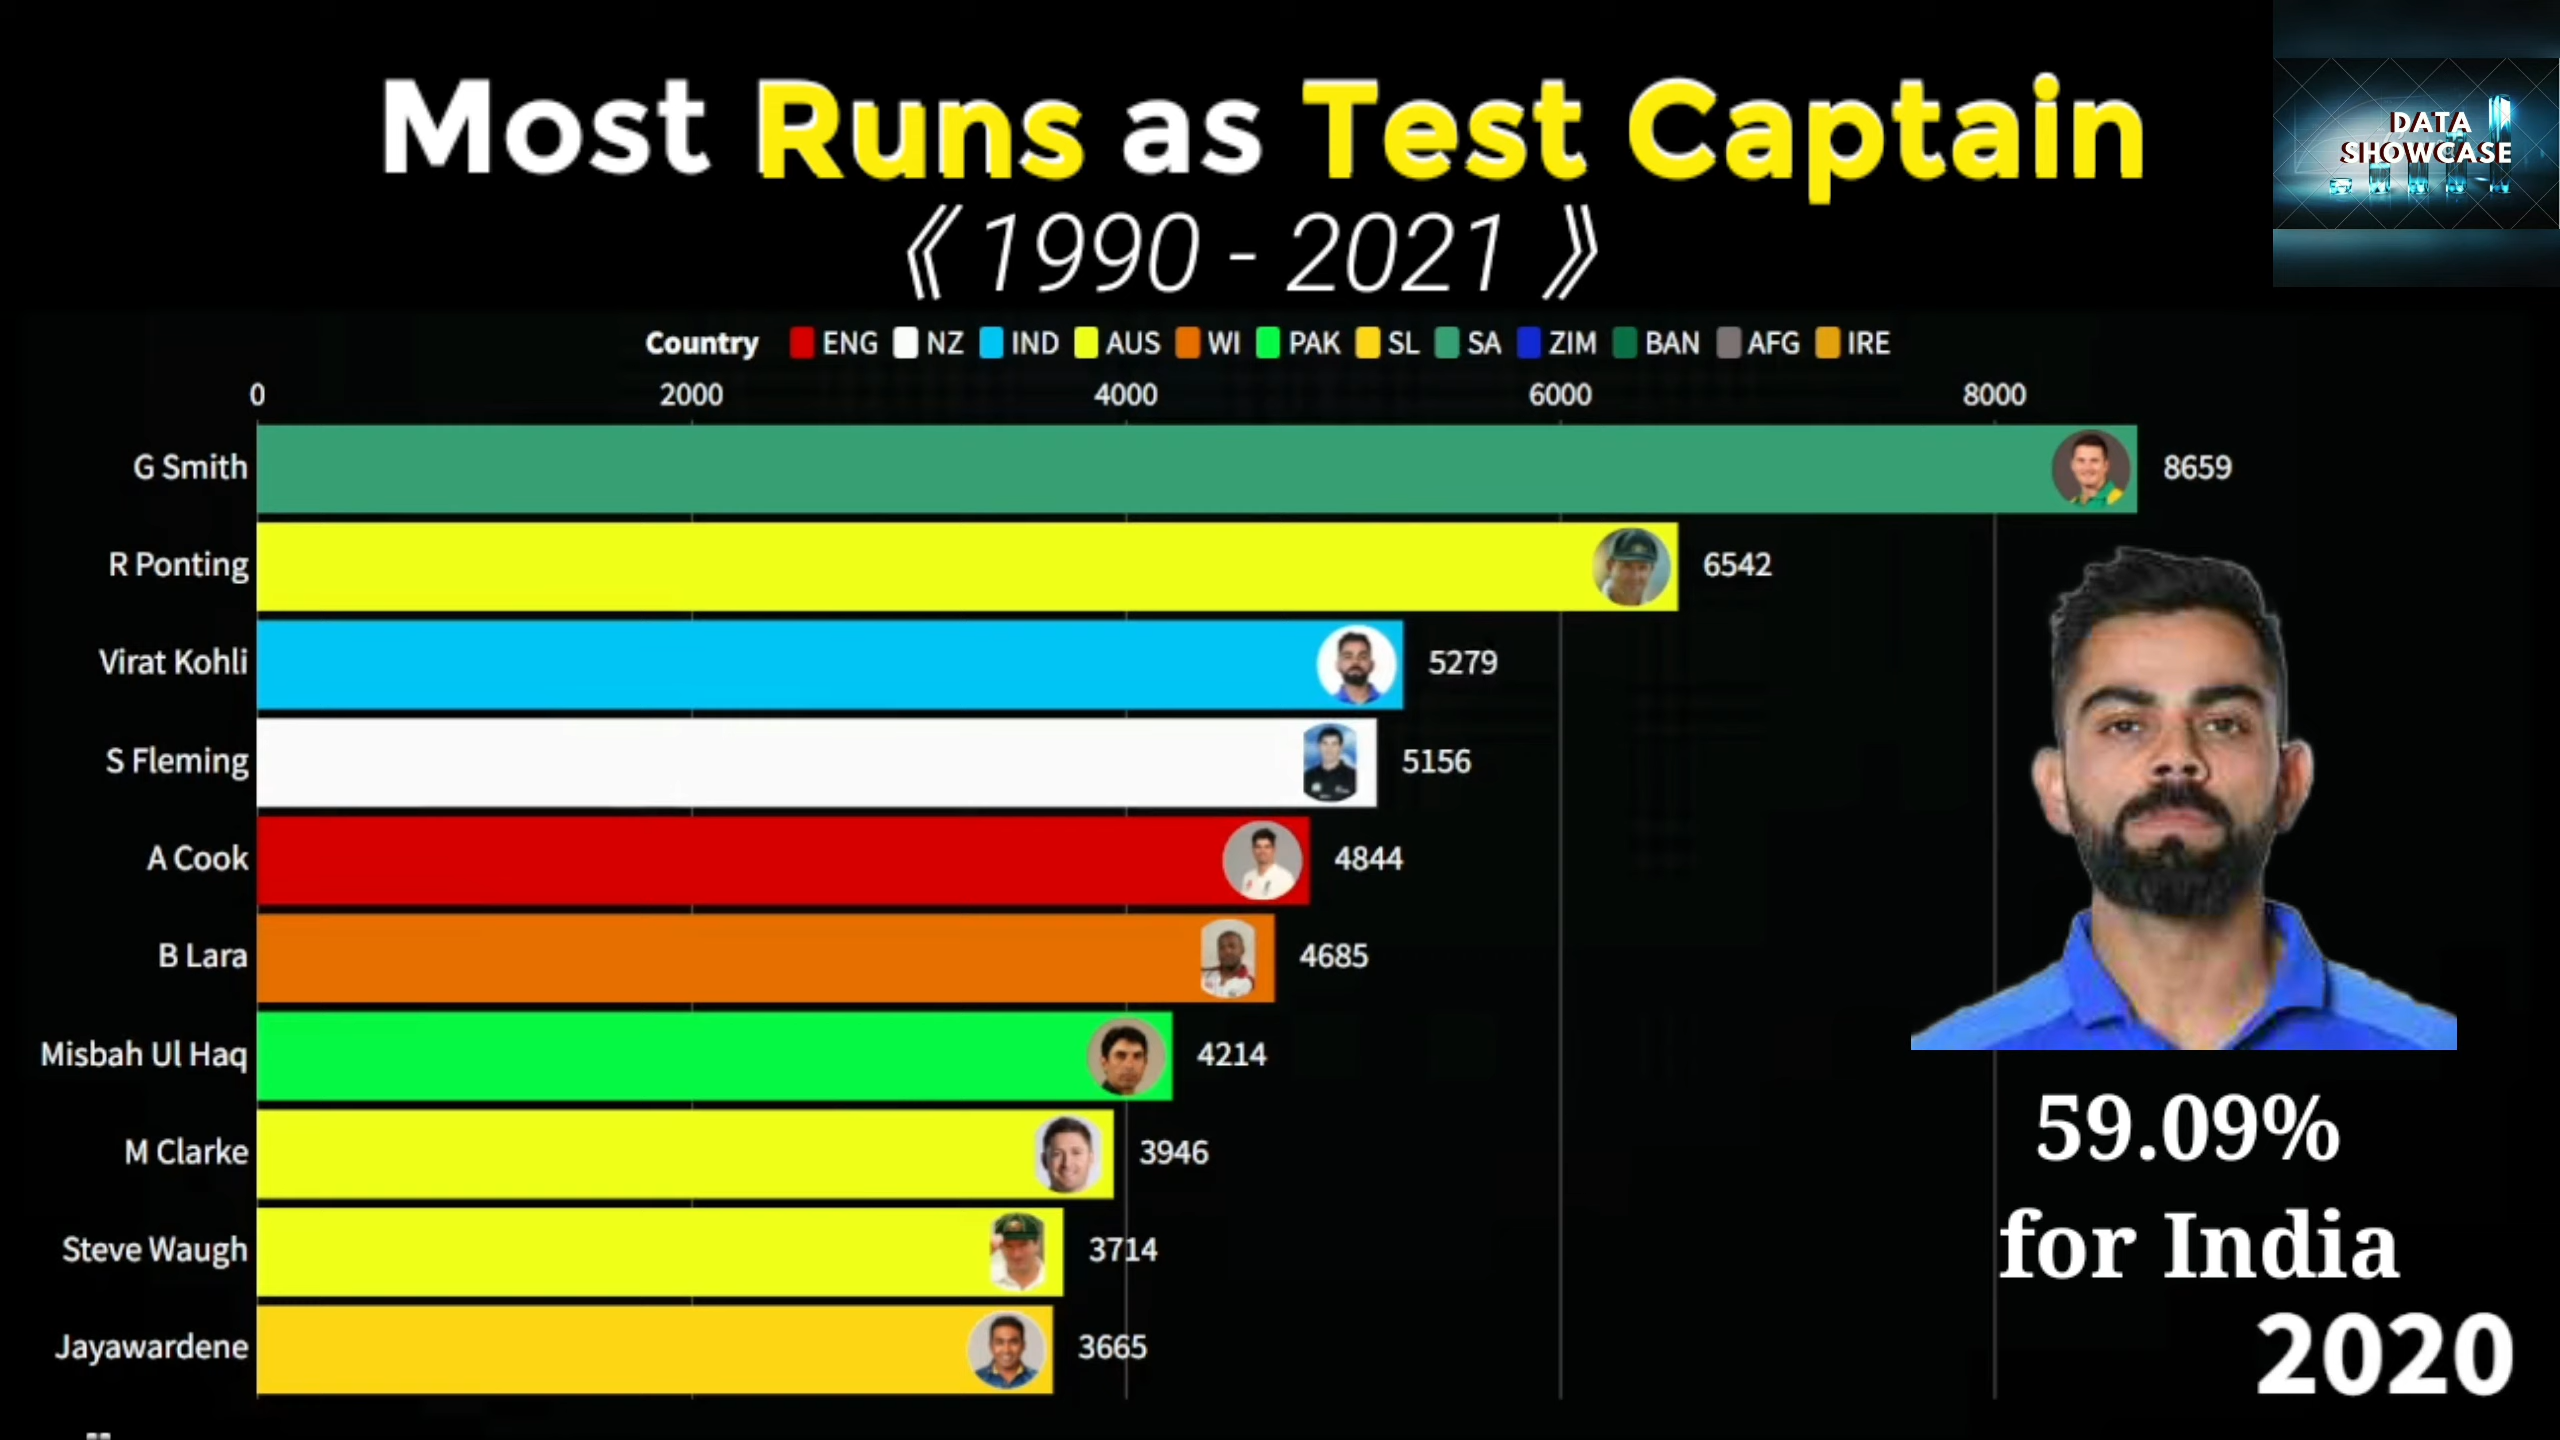 Most Runs as Test Captain
《 1990 - 2021 》
DATA
SHOWCASE
Country ENG NZ IND AUS WI PAK SL SA ZIM BAN AFG IRE
0 2000 4000 6000 8000
G Smith 8659
R Ponting 6542
Virat Kohli 5279
S Fleming 5156
A Cook 4844
B Lara 4685
Misbah Ul Haq 4214
M Clarke 3946
Steve Waugh 3714
Jayawardene 3665
59.09%
for India
2020